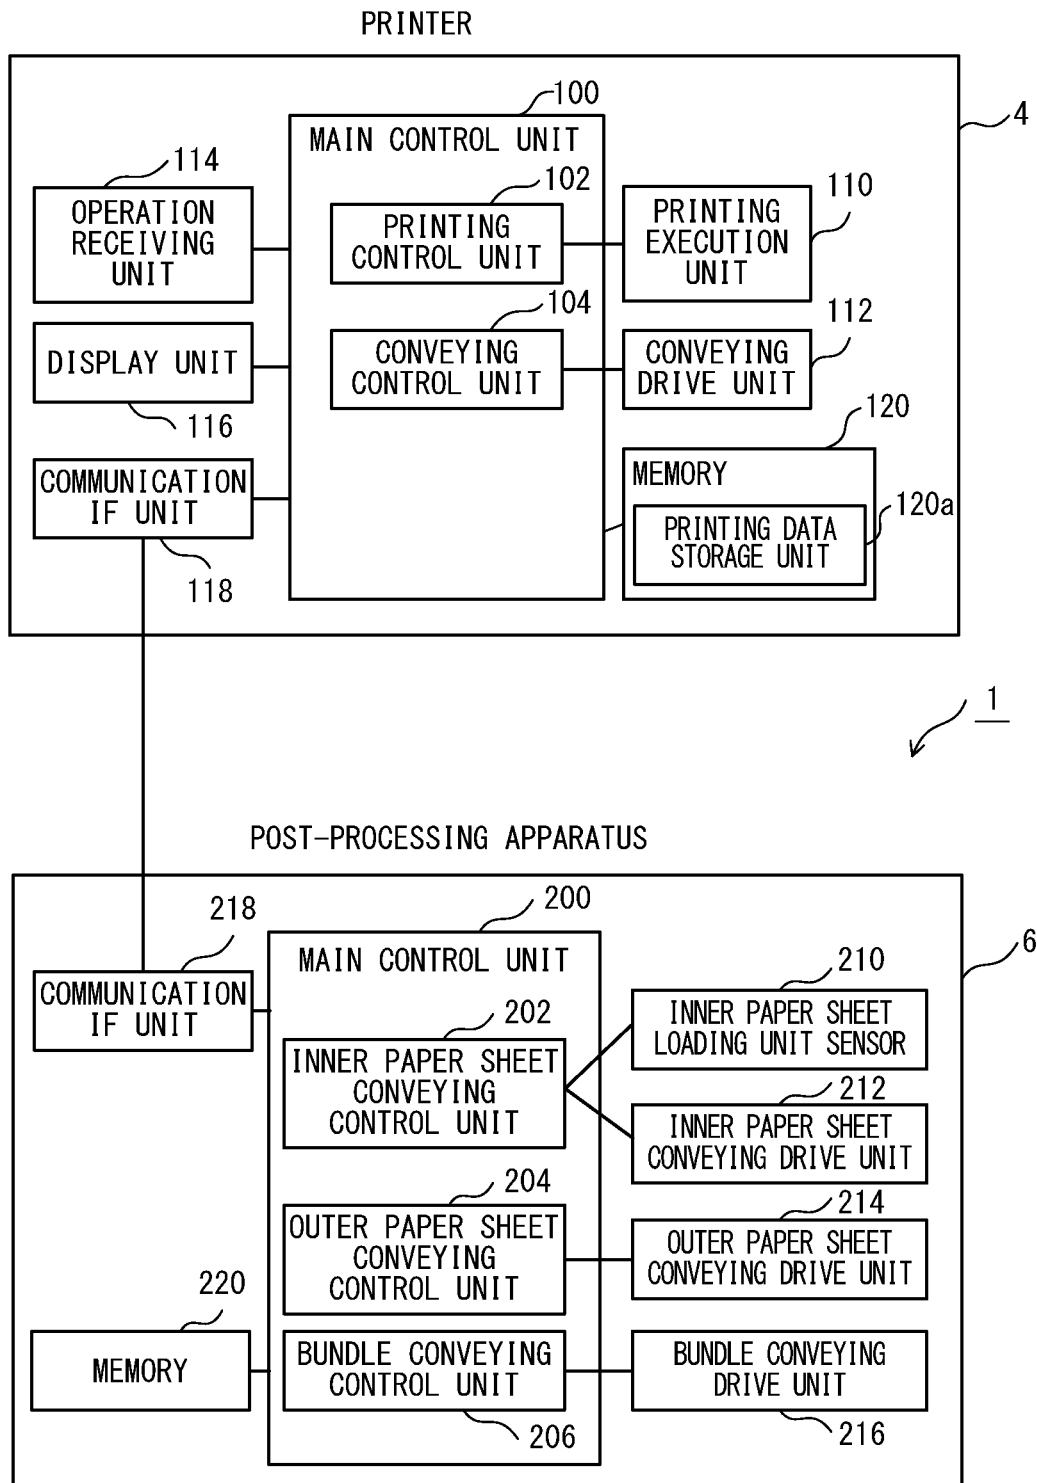 PRINTER
4
100
MAIN CONTROL UNIT
114
OPERATION
RECEIVING
UNIT
102
PRINTING
CONTROL UNIT
110
PRINTING
EXECUTION
UNIT
DISPLAY UNIT
116
104
CONVEYING
CONTROL UNIT
112
CONVEYING
DRIVE UNIT
COMMUNICATION
IF UNIT
118
120
MEMORY
120a
PRINTING DATA
STORAGE UNIT
1
POST-PROCESSING APPARATUS
6
218
COMMUNICATION
IF UNIT
200
MAIN CONTROL UNIT
202
INNER PAPER SHEET
CONVEYING
CONTROL UNIT
210
INNER PAPER SHEET
LOADING UNIT SENSOR
212
INNER PAPER SHEET
CONVEYING DRIVE UNIT
204
OUTER PAPER SHEET
CONVEYING
CONTROL UNIT
214
OUTER PAPER SHEET
CONVEYING DRIVE UNIT
220
MEMORY
BUNDLE CONVEYING
CONTROL UNIT
206
BUNDLE CONVEYING
DRIVE UNIT
216